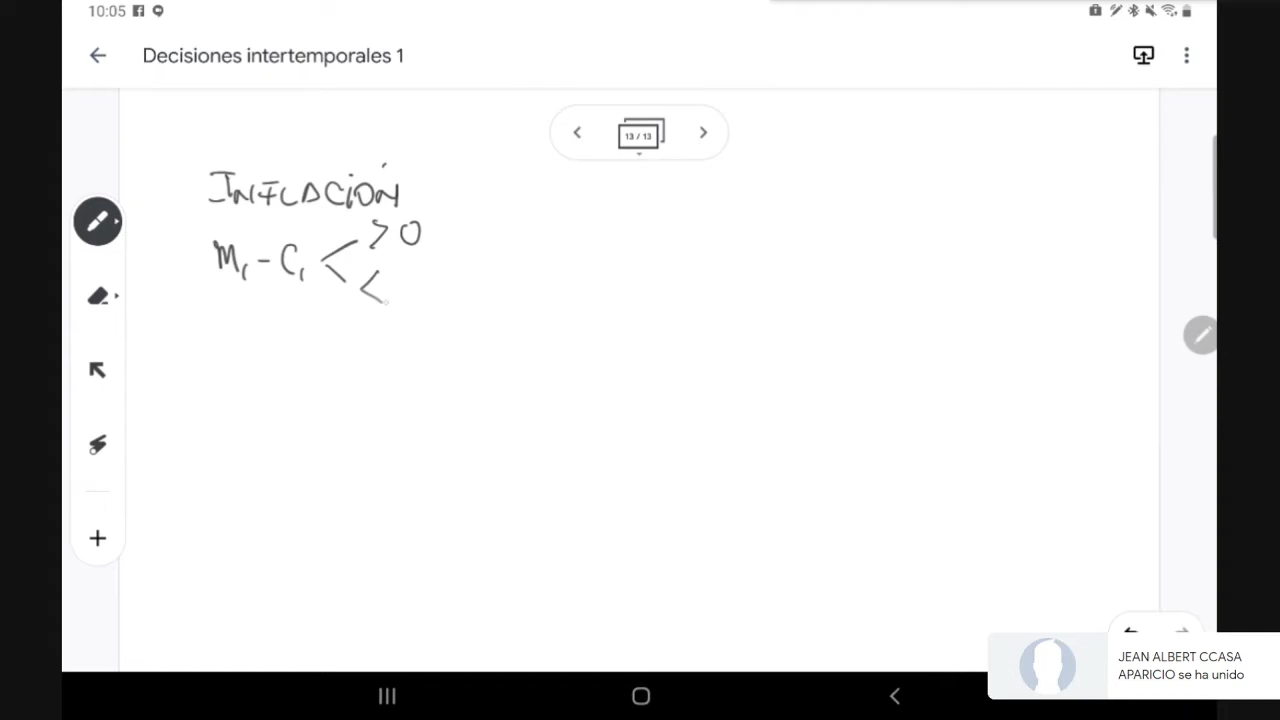 10:05
Decisiones intertemporales 1
13 / 13
INFLACIÓN
M₁ - C₁ < > 0
<
JEAN ALBERT CCASA
APARICIO se ha unido